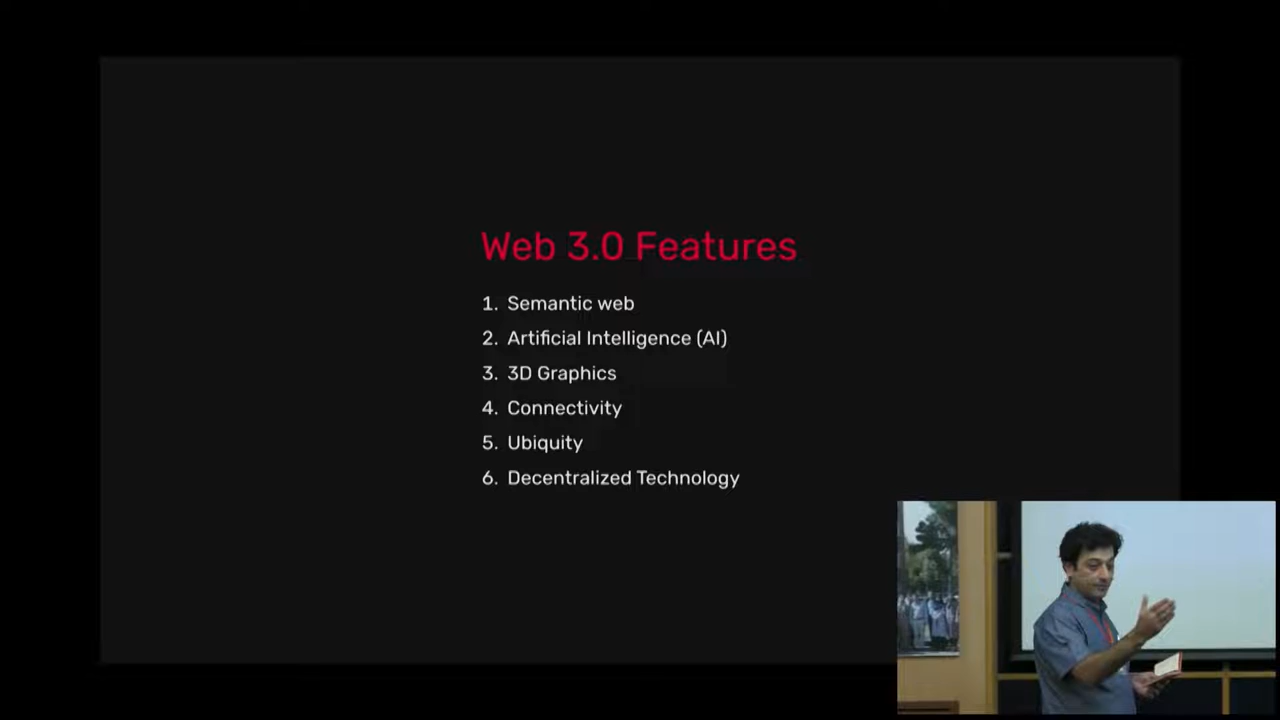 Web 3.0 Features
1. Semantic web
2. Artificial Intelligence (AI)
3. 3D Graphics
4. Connectivity
5. Ubiquity
6. Decentralized Technology